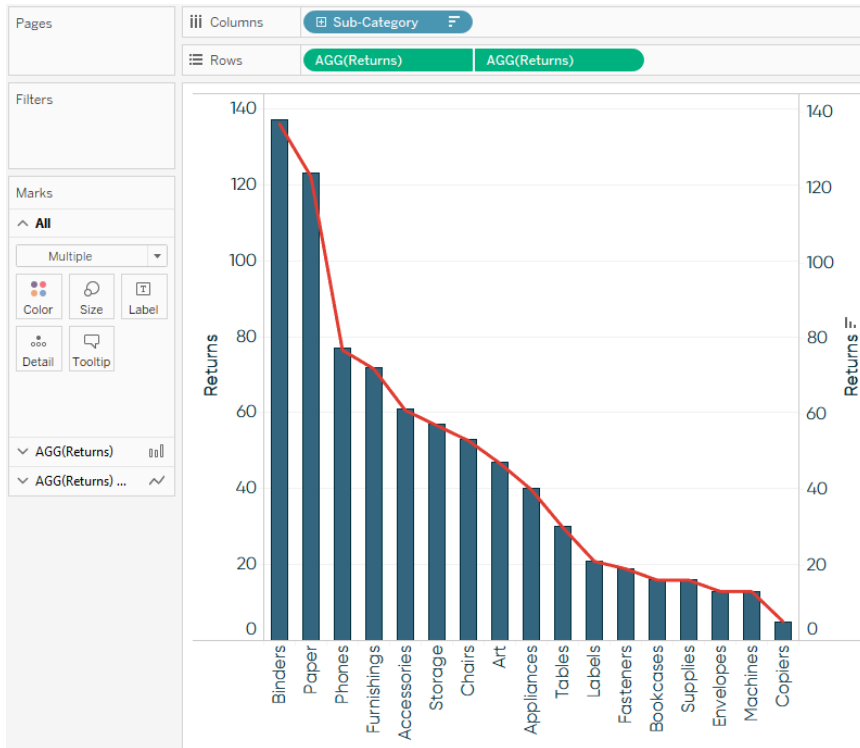 Pages
Columns
Sub-Category
Rows
AGG(Returns)
AGG(Returns)
Filters
Marks
All
Multiple
Color
Size
Label
Detail
Tooltip
AGG(Returns)
AGG(Returns) ...
Returns
140
120
100
80
60
40
20
0
140
120
100
80
60
40
20
0
Returns
Binders
Paper
Phones
Furnishings
Accessories
Storage
Chairs
Art
Appliances
Tables
Labels
Fasteners
Bookcases
Supplies
Envelopes
Machines
Copiers